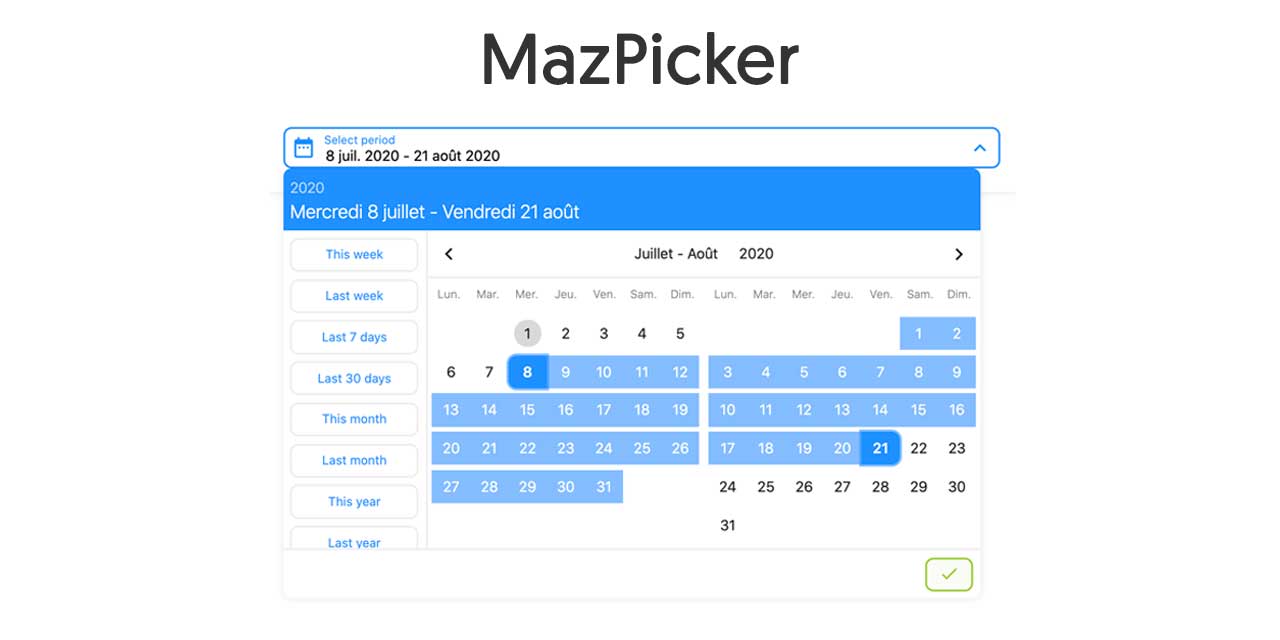 MazPicker
Select period
8 juil. 2020 - 21 août 2020
2020
Mercredi 8 juillet - Vendredi 21 août
This week
Last week
Last 7 days
Last 30 days
This month
Last month
This year
Last year
Juillet - Août 2020
Lun. Mar. Mer. Jeu. Ven. Sam. Dim. Lun. Mar. Mer. Jeu. Ven. Sam. Dim.
1 2 3 4 5 1 2
6 7 8 9 10 11 12 3 4 5 6 7 8 9
13 14 15 16 17 18 19 10 11 12 13 14 15 16
20 21 22 23 24 25 26 17 18 19 20 21 22 23
27 28 29 30 31 24 25 26 27 28 29 30
31